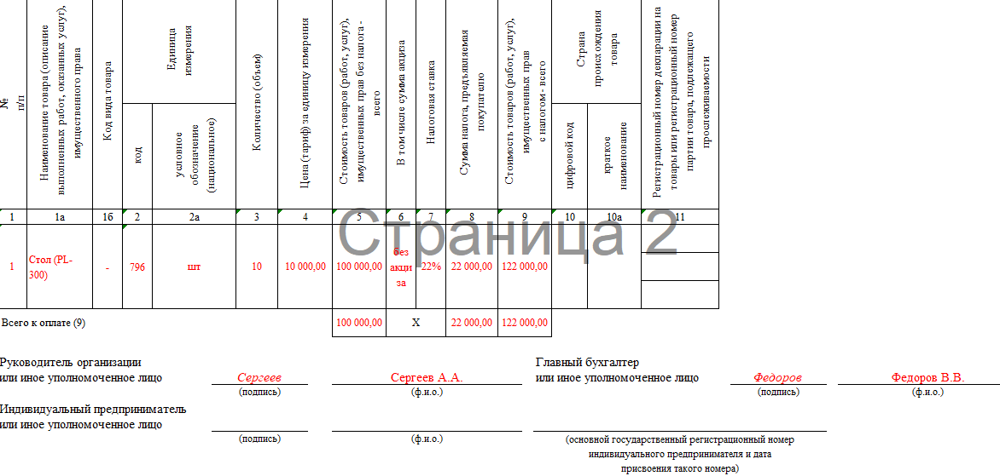 №
п/п
Наименование товара (описание
выполненных работ, оказанных услуг),
имущественного права
Код вида товара
Единица
измерения
код
условное
обозначение
(национальное)
Количество (объем)
Цена (тариф) за единицу измерения
Стоимость товаров (работ, услуг),
имущественных прав без налога -
всего
В том числе сумма акциза
Налоговая ставка
Сумма налога, предъявляемая
покупателю
Стоимость товаров (работ, услуг),
имущественных прав
с налогом - всего
Страна
происхождения
товара
цифровой код
краткое
наименование
Регистрационный номер декларации на
товары или регистрационный номер
партии товара, подлежащего
прослеживаемости
1 1а 1б 2 2а 3 4 5 6 7 8 9 10 10а 11
Страница 2
1 Стол (PL-
300) - 796 шт 10 10 000,00 100 000,00 без
акци
за 22% 22 000,00 122 000,00
Всего к оплате (9) 100 000,00 Х 22 000,00 122 000,00
Руководитель организации
или иное уполномоченное лицо Сергеев Сергеев А.А.
(подпись) (ф.и.о.)
Главный бухгалтер
или иное уполномоченное лицо Федоров Федоров В.В.
(подпись) (ф.и.о.)
Индивидуальный предприниматель
или иное уполномоченное лицо
(подпись) (ф.и.о.)
(основной государственный регистрационный номер
индивидуального предпринимателя и дата
присвоения такого номера)